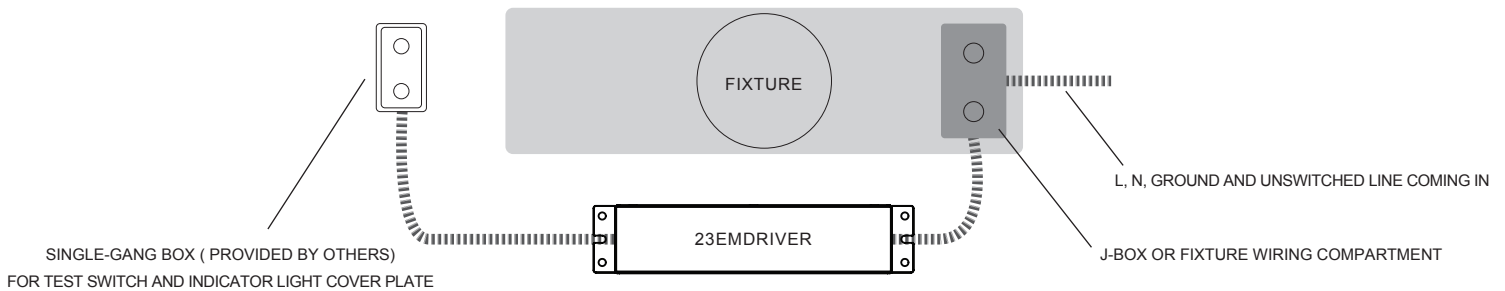 FIXTURE
L, N, GROUND AND UNSWITCHED LINE COMING IN
23EMDRIVER
SINGLE-GANG BOX ( PROVIDED BY OTHERS)
FOR TEST SWITCH AND INDICATOR LIGHT COVER PLATE
J-BOX OR FIXTURE WIRING COMPARTMENT